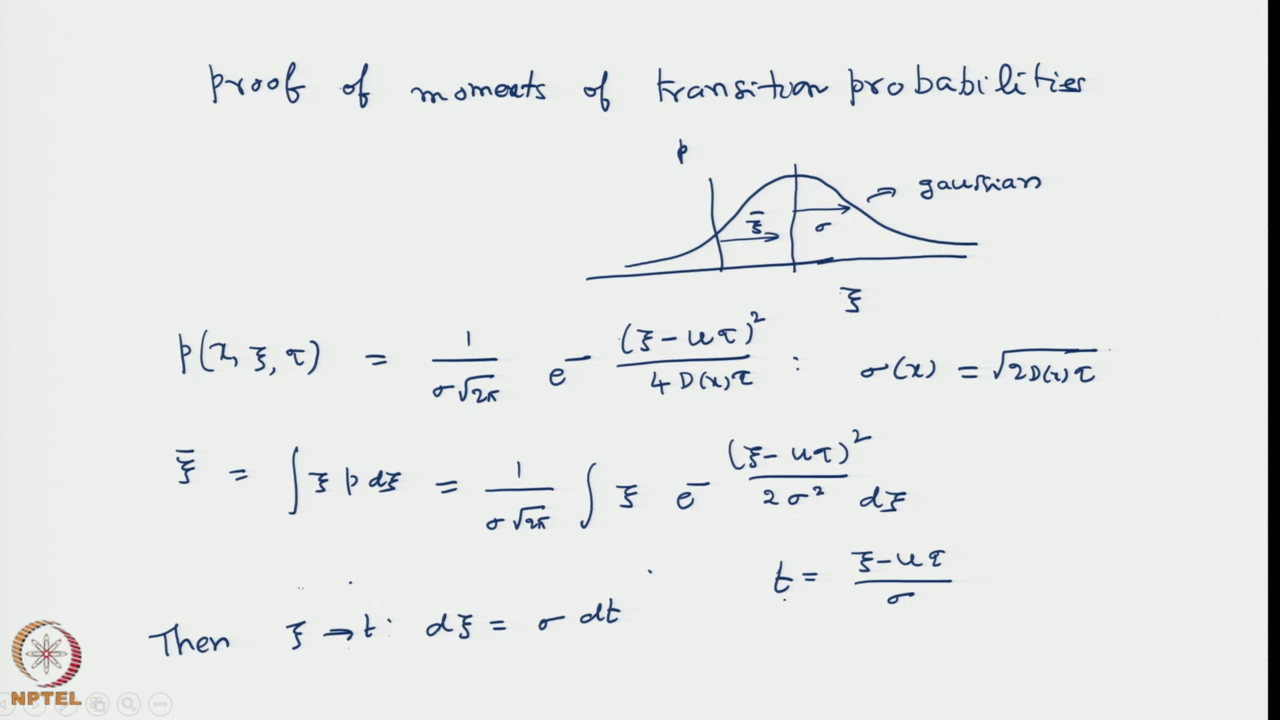 proof of moments of transition probabilities
p
gaussian
ξ̄ σ
ξ
p(x, ξ, τ) = 1/(σ√2π) e^-(ξ-uτ)²/(4D(x)τ) : σ(x) = √2D(x)τ
ξ̄ = ∫ ξ p dξ = 1/(σ√2π) ∫ ξ e^-(ξ-uτ)²/(2σ²) dξ
t = (ξ-uτ)/σ
Then ξ → t: dξ = σ dt
NPTEL